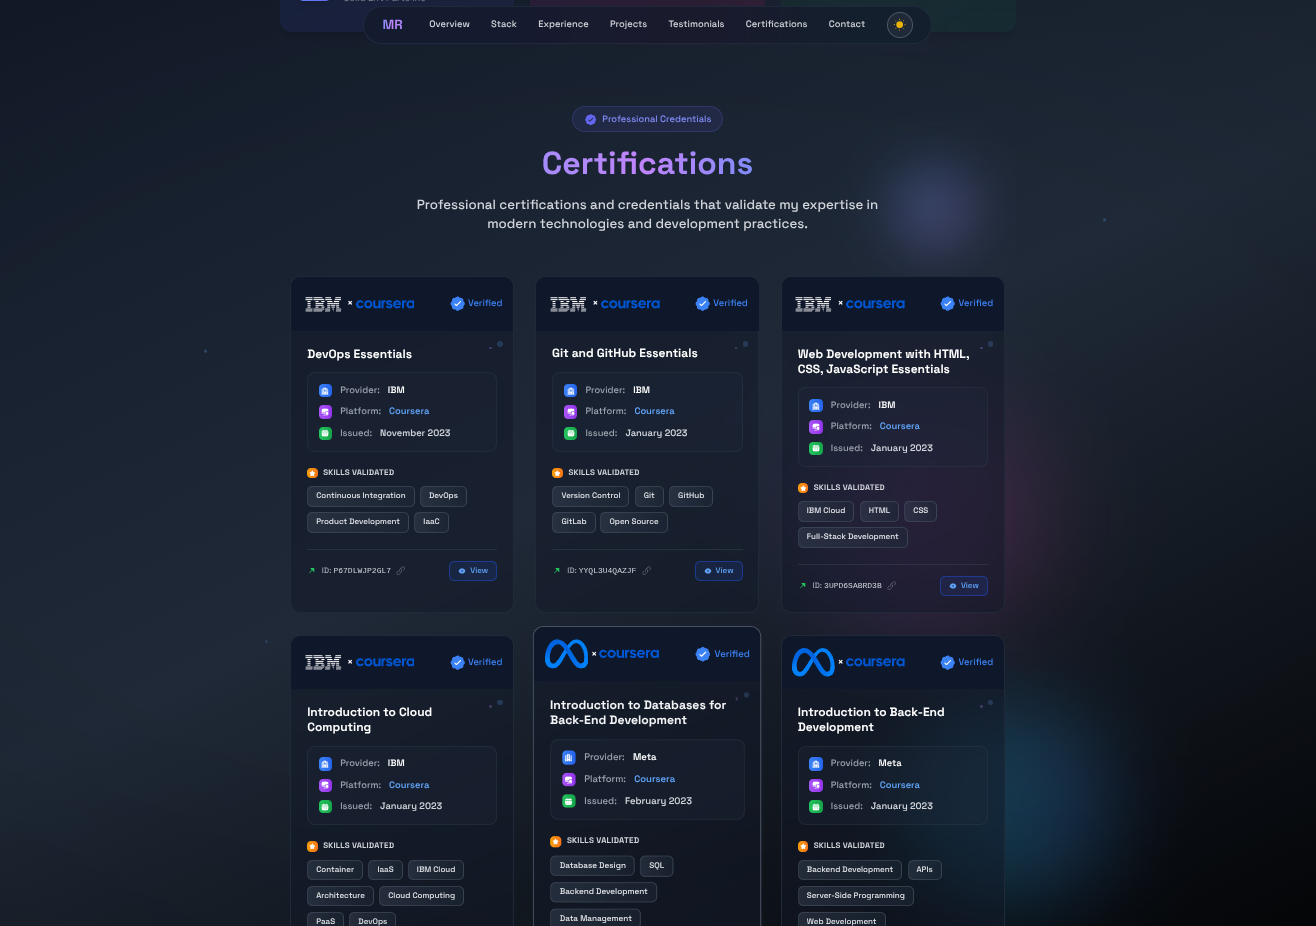 Build Ent Parts Inc
MR Overview Stack Experience Projects Testimonials Certifications Contact
Professional Credentials
Certifications
Professional certifications and credentials that validate my expertise in
modern technologies and development practices.
IBM × coursera Verified
DevOps Essentials
Provider: IBM
Platform: Coursera
Issued: November 2023
SKILLS VALIDATED
Continuous Integration DevOps
Product Development IaaC
ID: P67DLWJP2GL7 View
IBM × coursera Verified
Git and GitHub Essentials
Provider: IBM
Platform: Coursera
Issued: January 2023
SKILLS VALIDATED
Version Control Git GitHub
GitLab Open Source
ID: YYQL3U4QAZJF View
IBM × coursera Verified
Web Development with HTML,
CSS, JavaScript Essentials
Provider: IBM
Platform: Coursera
Issued: January 2023
SKILLS VALIDATED
IBM Cloud HTML CSS
Full-Stack Development
ID: 3UPD6SABRD3B View
IBM × coursera Verified
Introduction to Cloud
Computing
Provider: IBM
Platform: Coursera
Issued: January 2023
SKILLS VALIDATED
Container IaaS IBM Cloud
Architecture Cloud Computing
PaaS DevOps
× coursera Verified
Introduction to Databases for
Back-End Development
Provider: Meta
Platform: Coursera
Issued: February 2023
SKILLS VALIDATED
Database Design SQL
Backend Development
Data Management
× coursera Verified
Introduction to Back-End
Development
Provider: Meta
Platform: Coursera
Issued: January 2023
SKILLS VALIDATED
Backend Development APIs
Server-Side Programming
Web Development